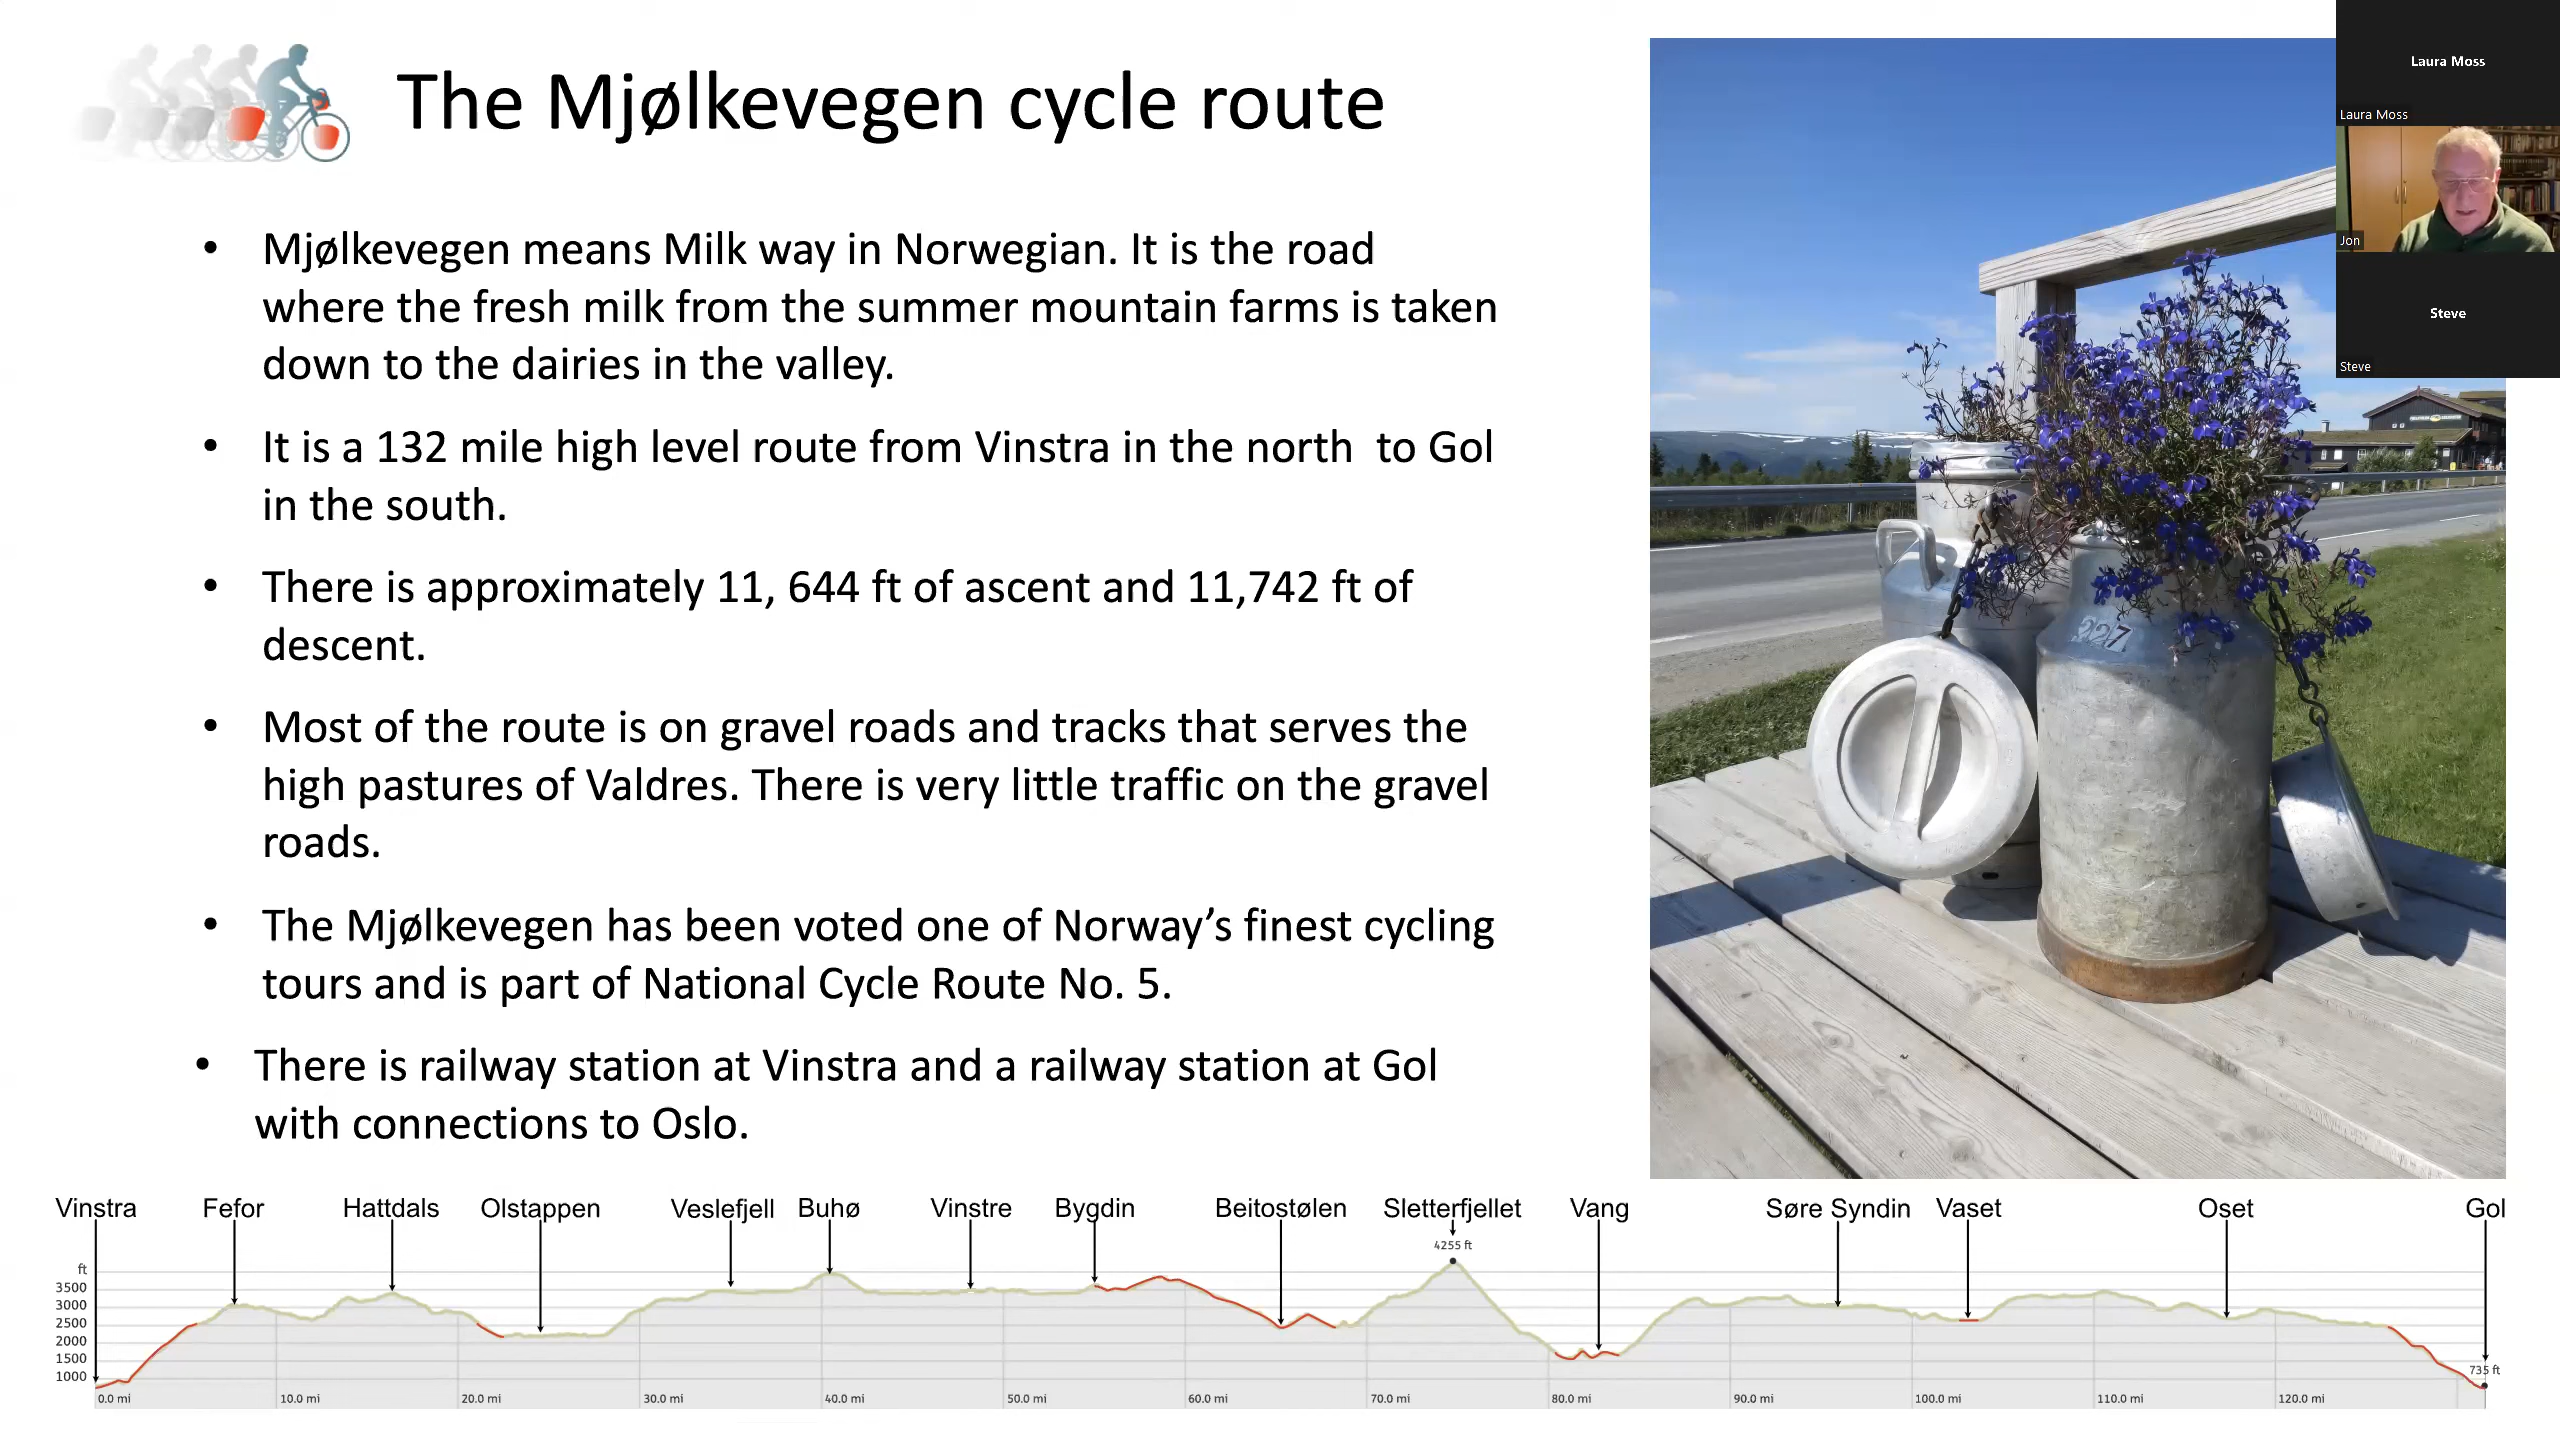 The Mjølkevegen cycle route
• Mjølkevegen means Milk way in Norwegian. It is the road
where the fresh milk from the summer mountain farms is taken
down to the dairies in the valley.
• It is a 132 mile high level route from Vinstra in the north  to Gol
in the south.
• There is approximately 11, 644 ft of ascent and 11,742 ft of
descent.
• Most of the route is on gravel roads and tracks that serves the
high pastures of Valdres. There is very little traffic on the gravel
roads.
• The Mjølkevegen has been voted one of Norway’s finest cycling
tours and is part of National Cycle Route No. 5.
• There is railway station at Vinstra and a railway station at Gol
with connections to Oslo.
Laura Moss
Laura Moss
Jon
Steve
Steve
227
Vinstra Fefor Hattdals Olstappen Veslefjell Buhø Vinstre Bygdin Beitostølen Sletterfjellet Vang Søre Syndin Vaset Oset Gol
4255 ft
ft
3500
3000
2500
2000
1500
1000
735 ft
0.0 mi 10.0 mi 20.0 mi 30.0 mi 40.0 mi 50.0 mi 60.0 mi 70.0 mi 80.0 mi 90.0 mi 100.0 mi 110.0 mi 120.0 mi